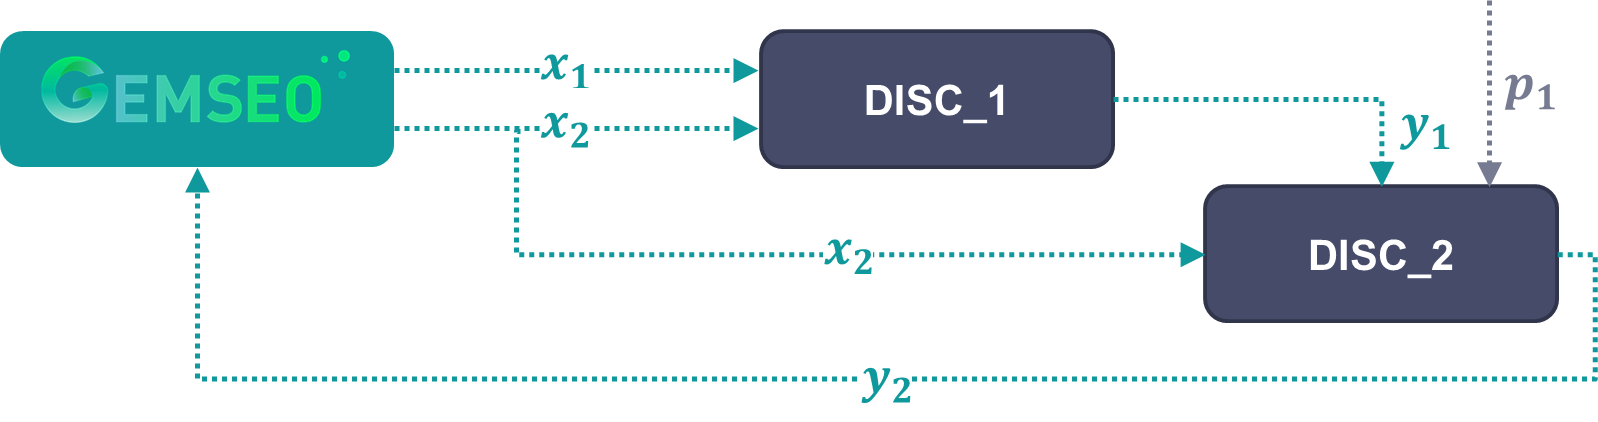 GEMSEO
x₁
x₂
DISC_1
y₁
p₁
x₂
DISC_2
y₂